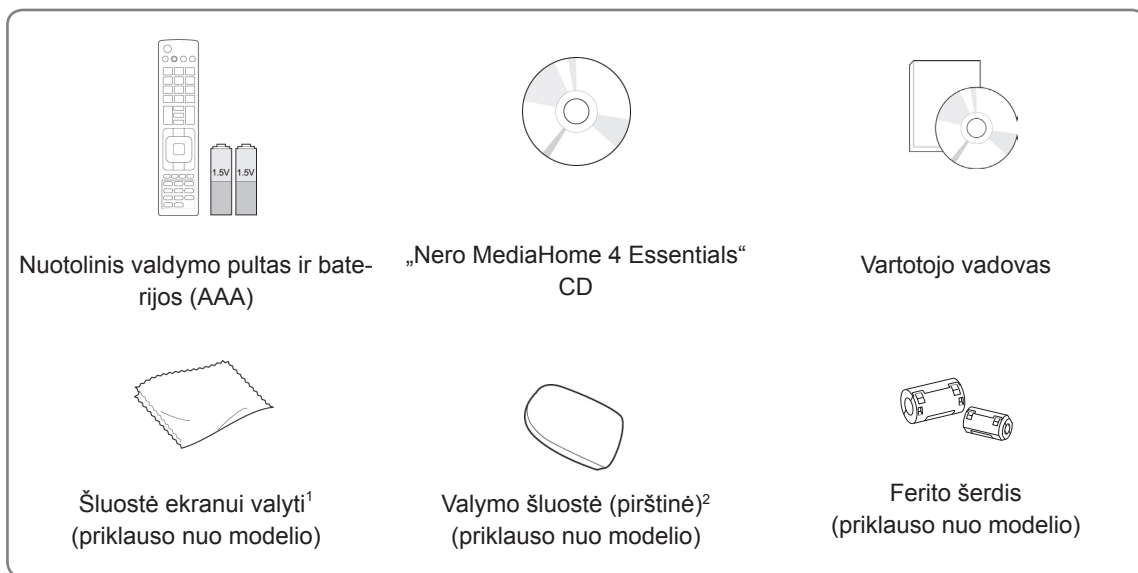 1.5V 1.5V
Nuotolinis valdymo pultas ir bate-
rijos (AAA)
„Nero MediaHome 4 Essentials“
CD
Vartotojo vadovas
Šluostė ekranui valyti¹
(priklauso nuo modelio)
Valymo šluostė (pirštinė)²
(priklauso nuo modelio)
Ferito šerdis
(priklauso nuo modelio)